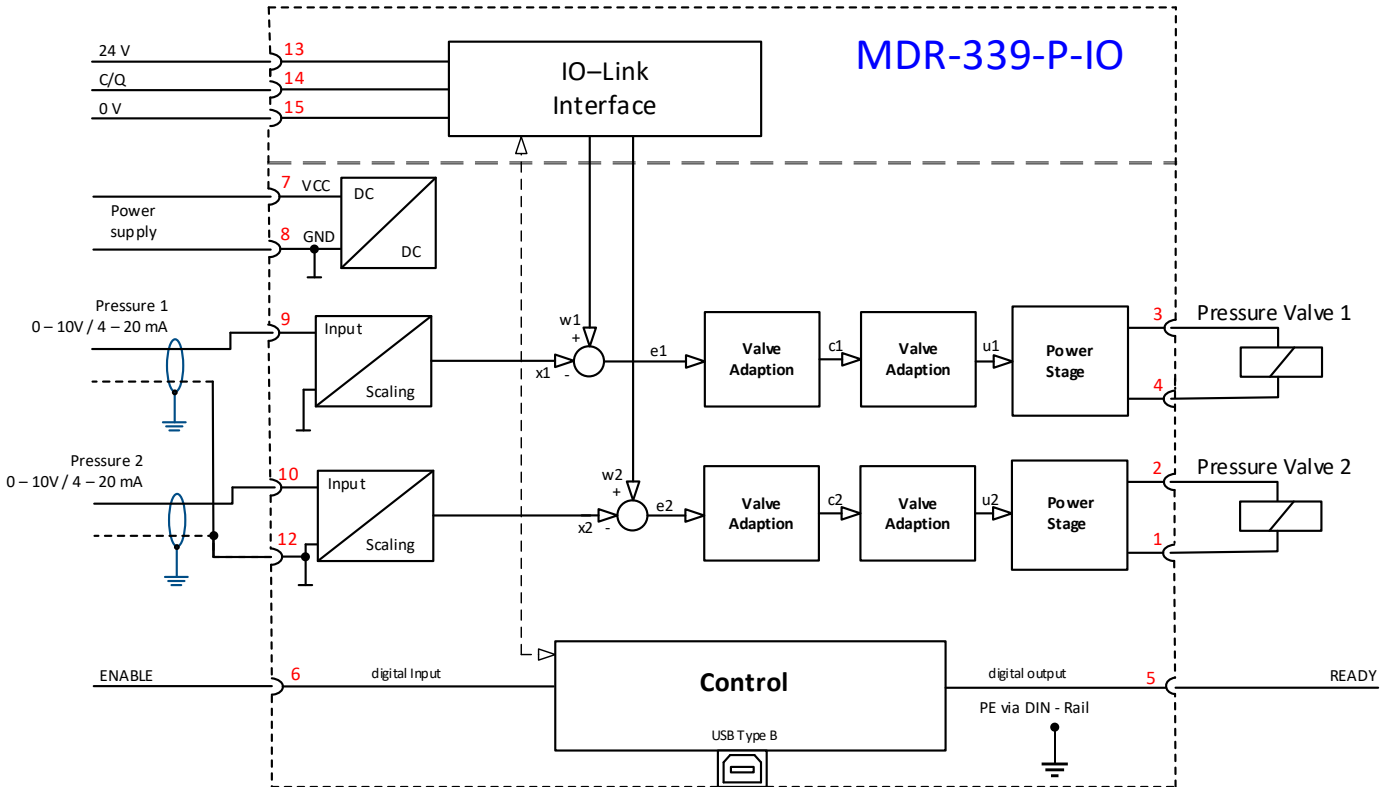 MDR-339-P-IO
24 V
13
C/Q
14
0 V
15
IO–Link
Interface
7
VCC
Power
supply
8
GND
DC
DC
Pressure 1
0 – 10V / 4 – 20 mA
9
Input
Scaling
w1
+
x1
-
e1
Valve
Adaption
c1
Valve
Adaption
u1
Power
Stage
3
4
Pressure Valve 1
Pressure 2
0 – 10V / 4 – 20 mA
10
12
Input
Scaling
w2
+
x2
-
e2
Valve
Adaption
c2
Valve
Adaption
u2
Power
Stage
2
1
Pressure Valve 2
ENABLE
6
digital Input
Control
USB Type B
digital output
5
READY
PE via DIN - Rail